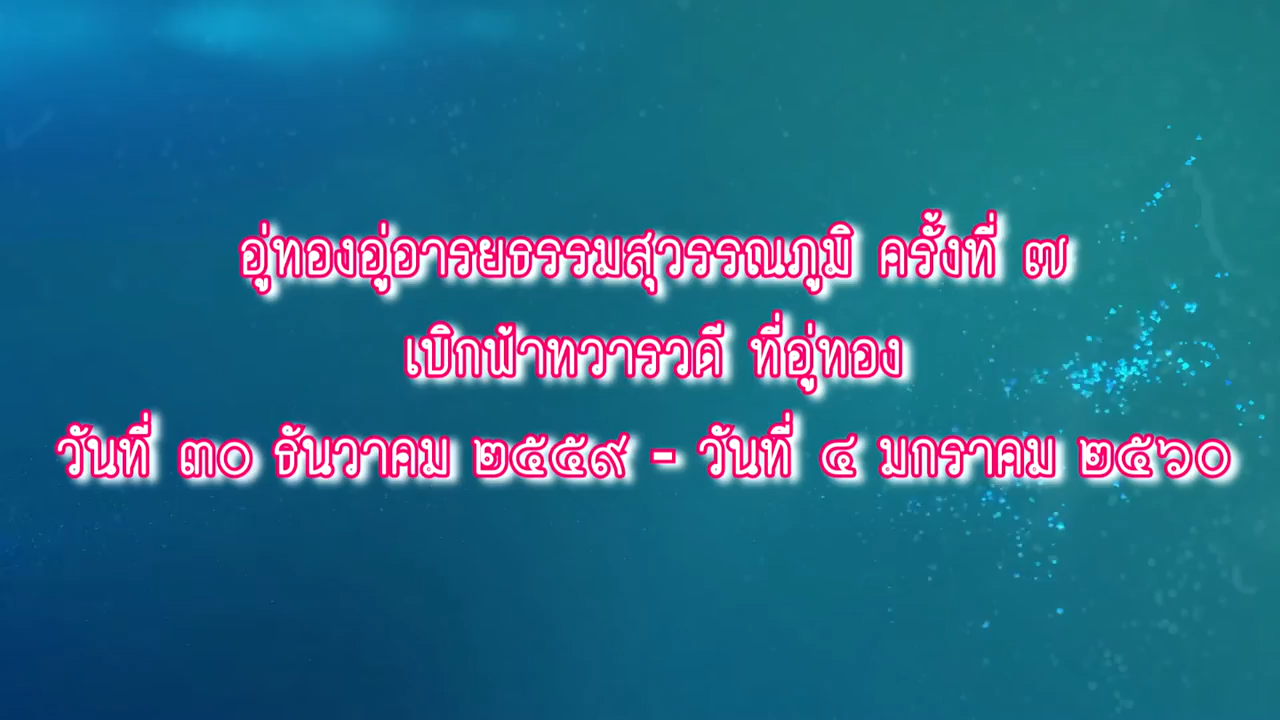 อู่ทองอู่อารยธรรมสุวรรณภูมิ ครั้งที่ ๗
เบิกฟ้าทวารวดี ที่อู่ทอง
วันที่ ๓๐ ธันวาคม ๒๕๕๙ - วันที่ ๔ มกราคม ๒๕๖๐